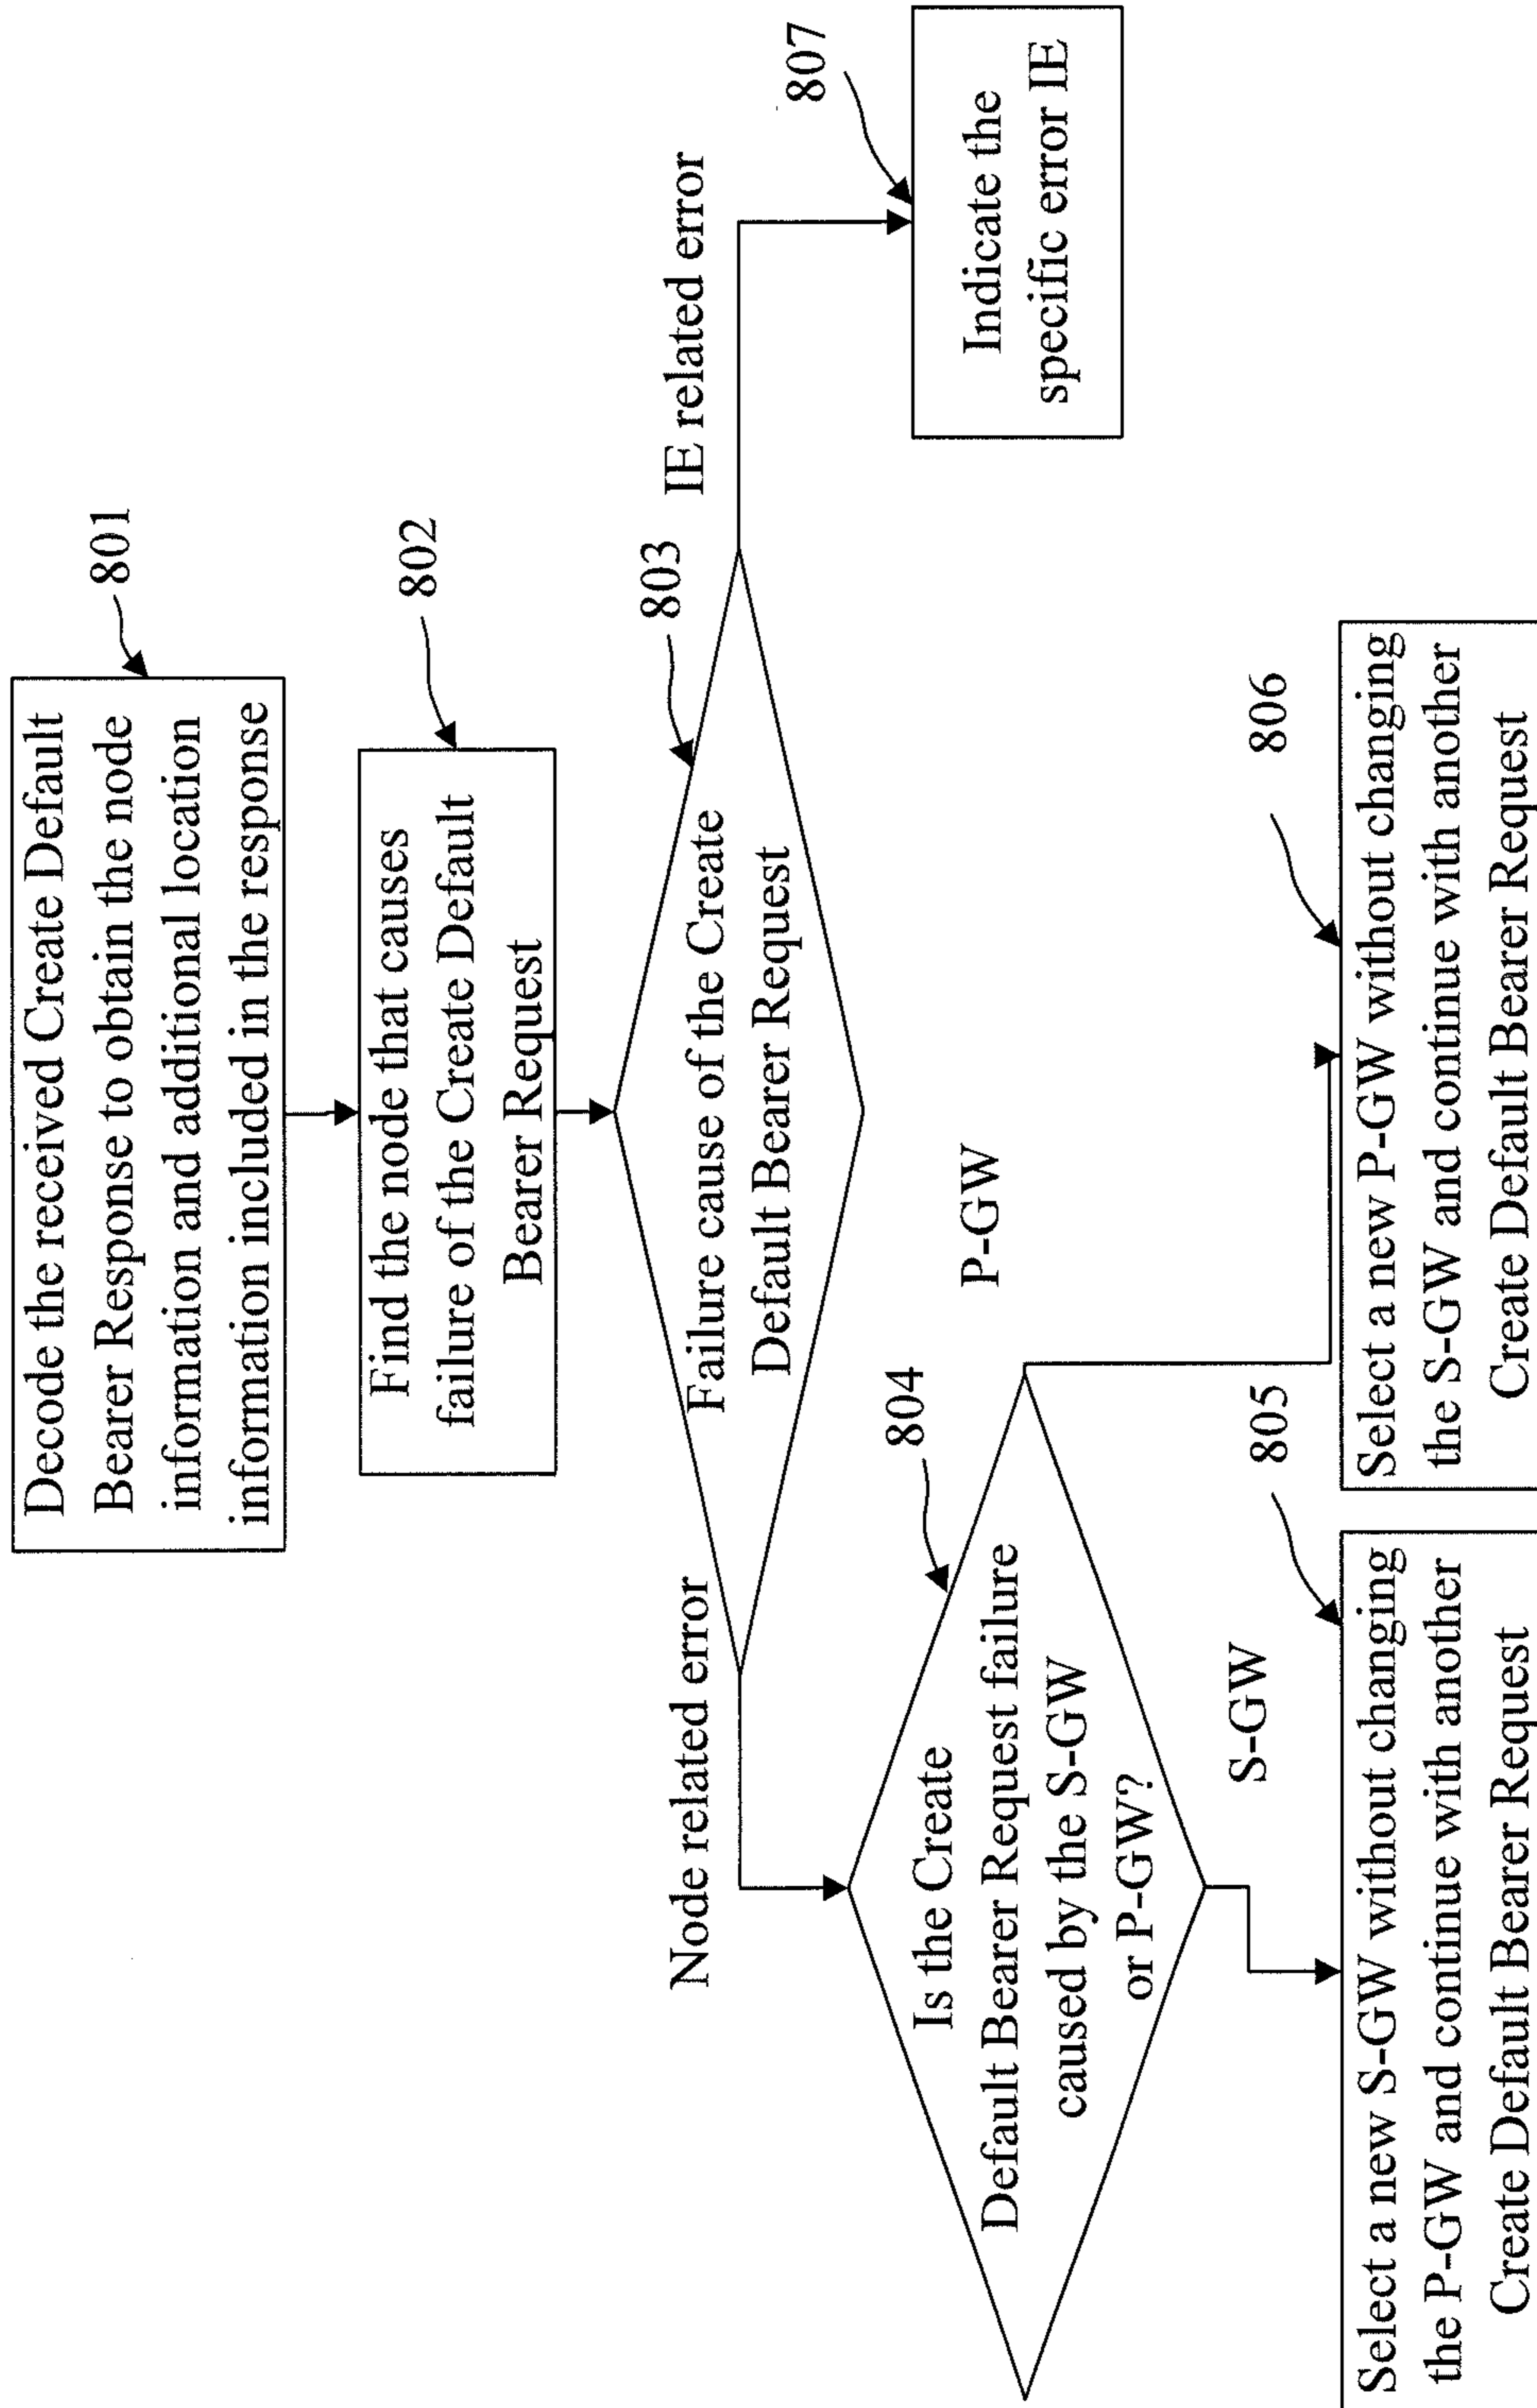 Decode the received Create Default
Bearer Response to obtain the node
information and additional location
information included in the response
801
Find the node that causes
failure of the Create Default
Bearer Request
802
Failure cause of the Create
Default Bearer Request
803
Node related error
IE related error
Is the Create
Default Bearer Request failure
caused by the S-GW
or P-GW?
804
P-GW
S-GW
Indicate the
specific error IE
807
Select a new S-GW without changing
the P-GW and continue with another
Create Default Bearer Request
805
Select a new P-GW without changing
the S-GW and continue with another
Create Default Bearer Request
806